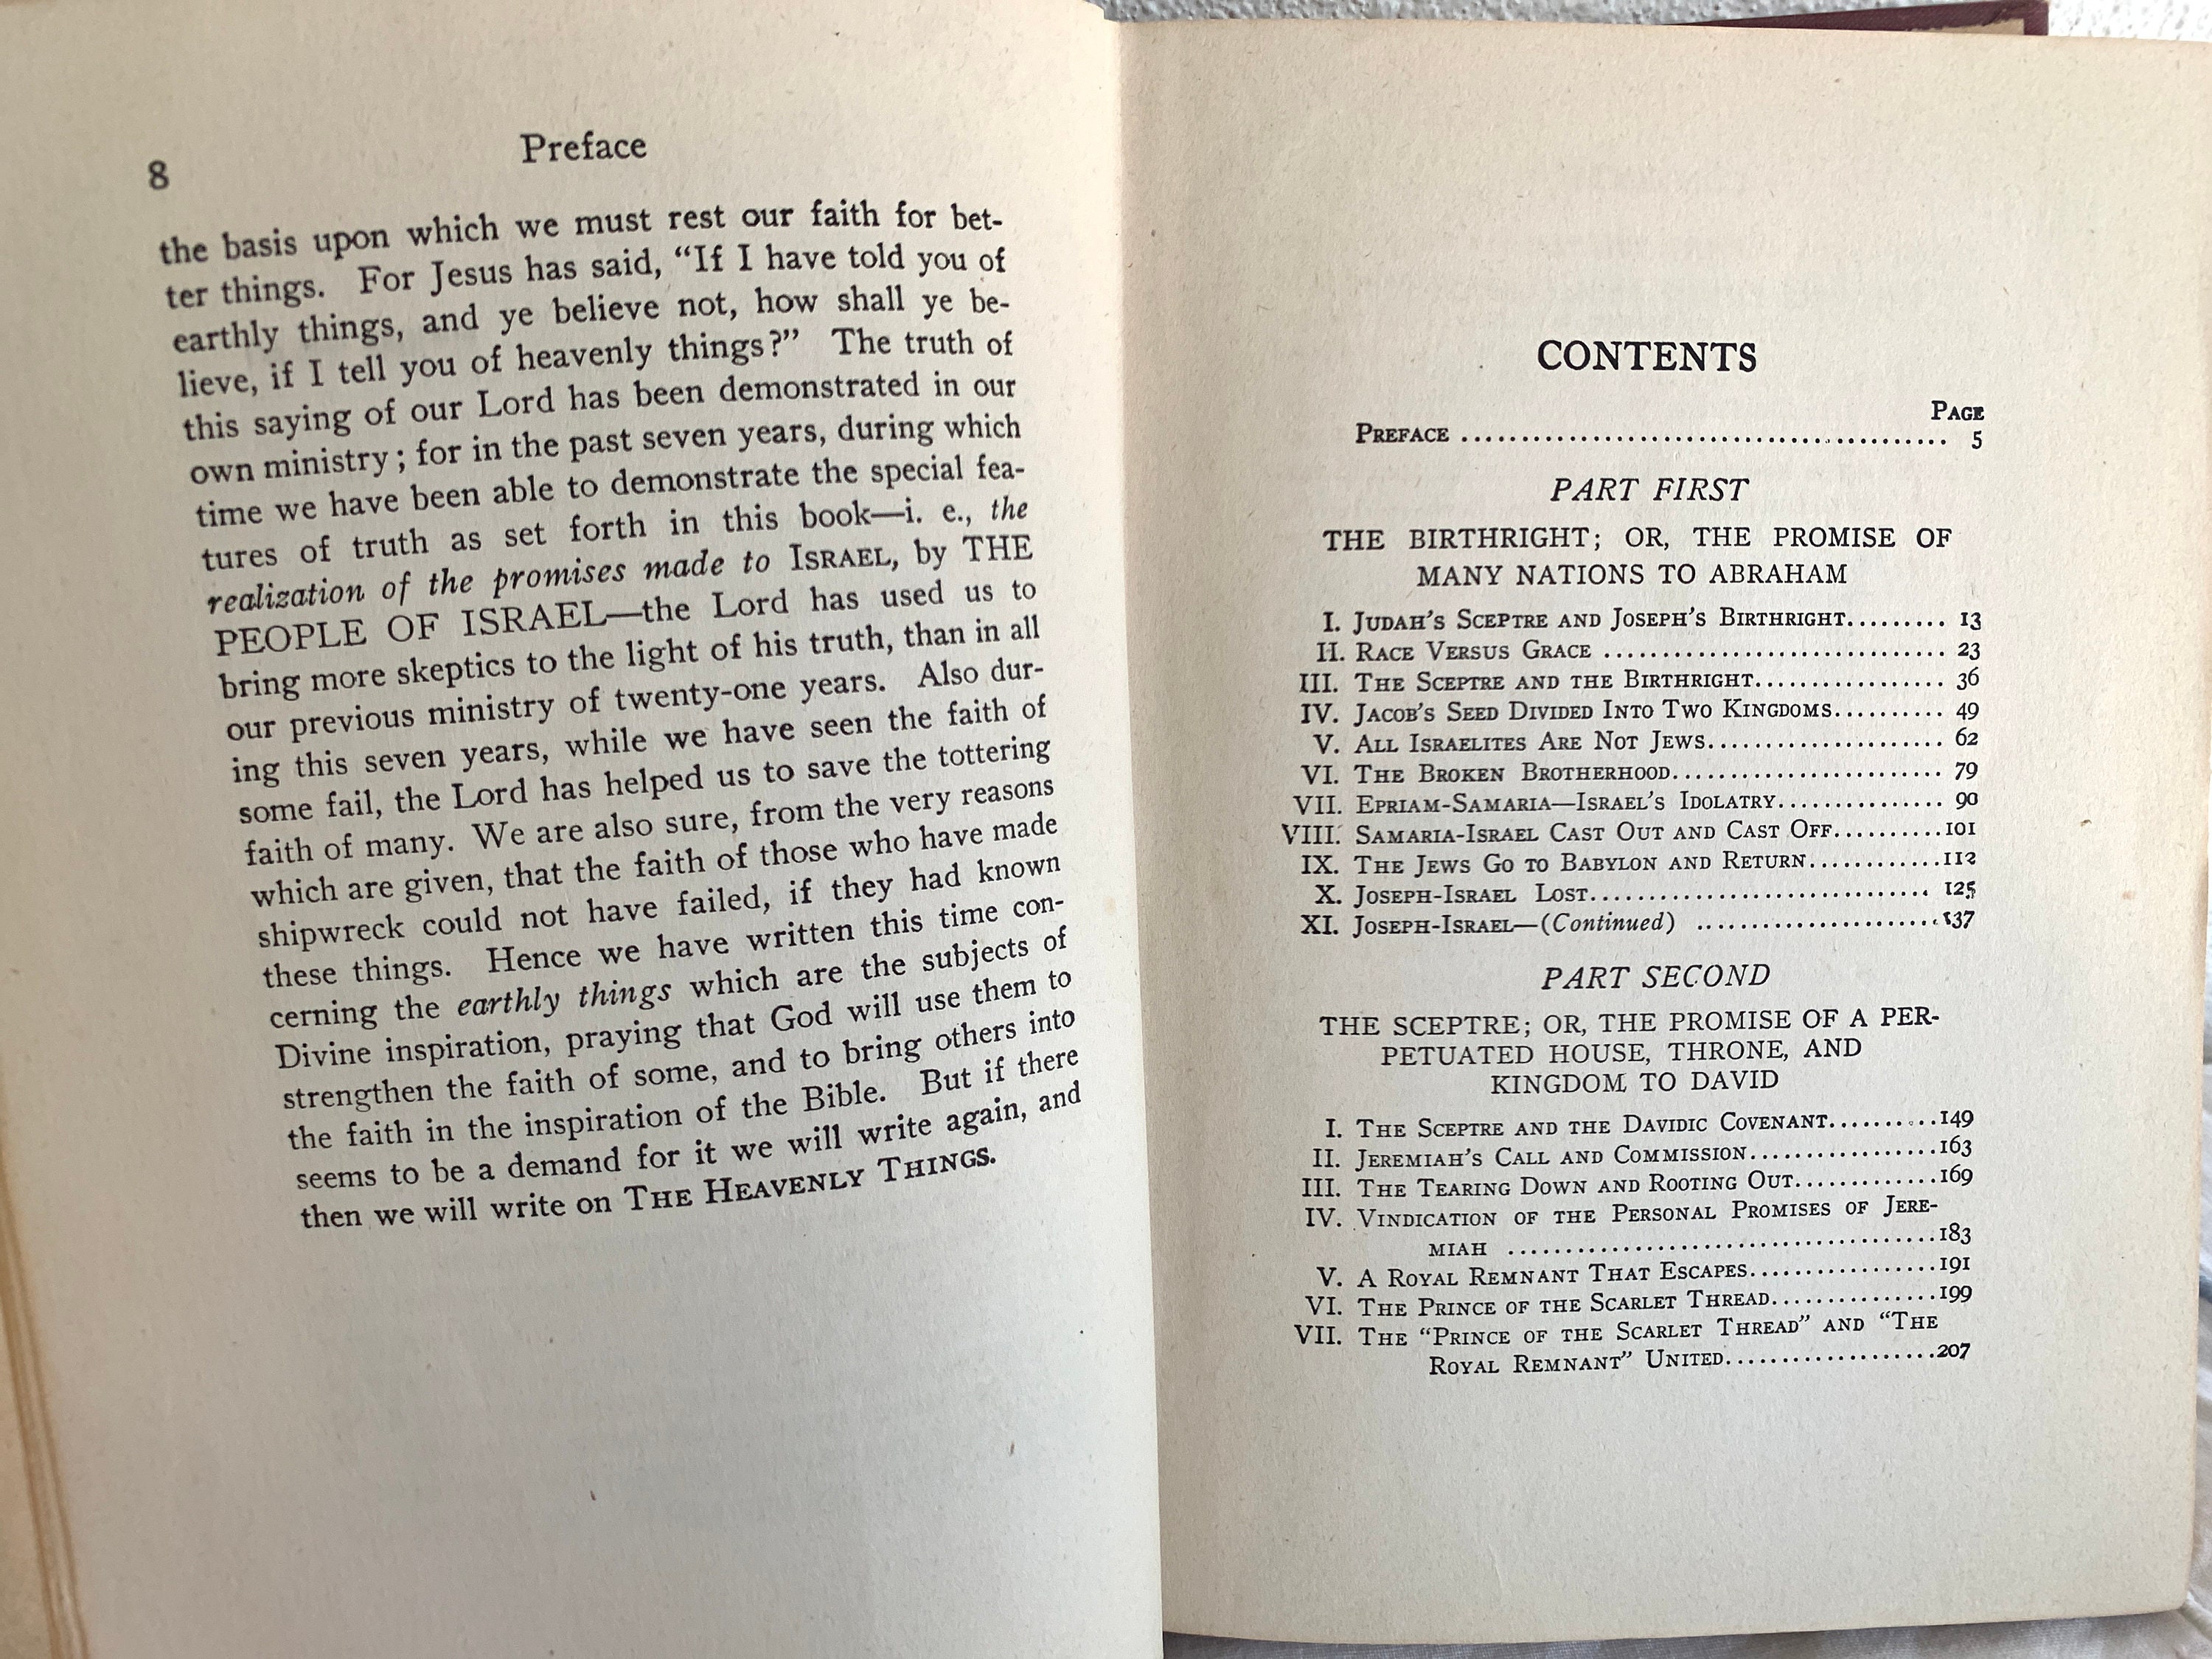 8
Preface
the basis upon which we must rest our faith for bet-
ter things. For Jesus has said, “If I have told you of
earthly things, and ye believe not, how shall ye be-
lieve, if I tell you of heavenly things?” The truth of
this saying of our Lord has been demonstrated in our
own ministry; for in the past seven years, during which
time we have been able to demonstrate the special fea-
tures of truth as set forth in this book—i. e., the
realization of the promises made to ISRAEL, by THE
PEOPLE OF ISRAEL—the Lord has used us to
bring more skeptics to the light of his truth, than in all
our previous ministry of twenty-one years. Also dur-
ing this seven years, while we have seen the faith of
some fail, the Lord has helped us to save the tottering
faith of many. We are also sure, from the very reasons
which are given, that the faith of those who have made
shipwreck could not have failed, if they had known
these things. Hence we have written this time con-
cerning the earthly things which are the subjects of
Divine inspiration, praying that God will use them to
strengthen the faith of some, and to bring others into
the faith in the inspiration of the Bible. But if there
seems to be a demand for it we will write again, and
then we will write on THE HEAVENLY THINGS.
CONTENTS
PAGE
PREFACE ........................................ 5
PART FIRST
THE BIRTHRIGHT; OR, THE PROMISE OF
MANY NATIONS TO ABRAHAM
I. JUDAH'S SCEPTRE AND JOSEPH'S BIRTHRIGHT......... 13
II. RACE VERSUS GRACE ............................ 23
III. THE SCEPTRE AND THE BIRTHRIGHT................ 36
IV. JACOB'S SEED DIVIDED INTO TWO KINGDOMS.......... 49
V. ALL ISRAELITES ARE NOT JEWS.................... 62
VI. THE BROKEN BROTHERHOOD....................... 79
VII. EPRIAM-SAMARIA—ISRAEL'S IDOLATRY.............. 90
VIII. SAMARIA-ISRAEL CAST OUT AND CAST OFF..........101
IX. THE JEWS GO TO BABYLON AND RETURN............112
X. JOSEPH-ISRAEL LOST............................. 125
XI. JOSEPH-ISRAEL—(Continued) .....................137
PART SECOND
THE SCEPTRE; OR, THE PROMISE OF A PER-
PETUATED HOUSE, THRONE, AND
KINGDOM TO DAVID
I. THE SCEPTRE AND THE DAVIDIC COVENANT..........149
II. JEREMIAH'S CALL AND COMMISSION................163
III. THE TEARING DOWN AND ROOTING OUT............169
IV. VINDICATION OF THE PERSONAL PROMISES OF JERE-
MIAH .....................................183
V. A ROYAL REMNANT THAT ESCAPES................191
VI. THE PRINCE OF THE SCARLET THREAD..............199
VII. THE “PRINCE OF THE SCARLET THREAD” AND “THE
ROYAL REMNANT” UNITED..................207